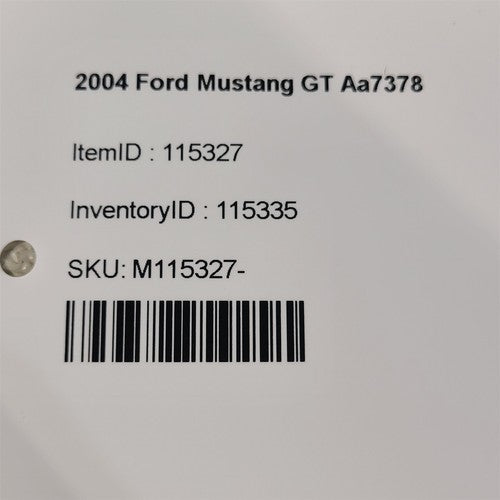 2004 Ford Mustang GT Aa7378
ItemID : 115327
InventoryID : 115335
SKU: M115327-